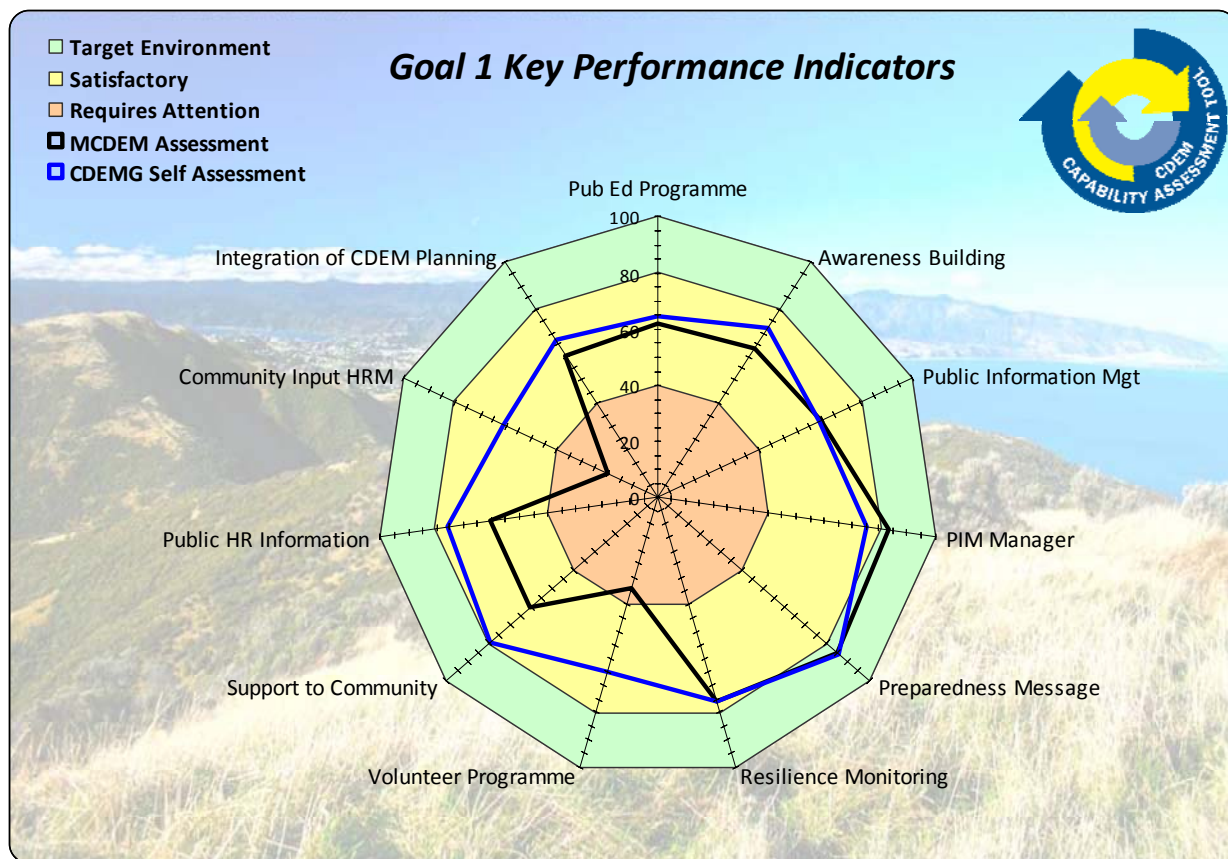 Target Environment
Satisfactory
Requires Attention
MCDEM Assessment
CDEMG Self Assessment
Goal 1 Key Performance Indicators
CDEM
CAPABILITY ASSESSMENT TOOL
Pub Ed Programme
Awareness Building
Public Information Mgt
PIM Manager
Preparedness Message
Resilience Monitoring
Volunteer Programme
Support to Community
Public HR Information
Community Input HRM
Integration of CDEM Planning
100
80
60
40
20
0